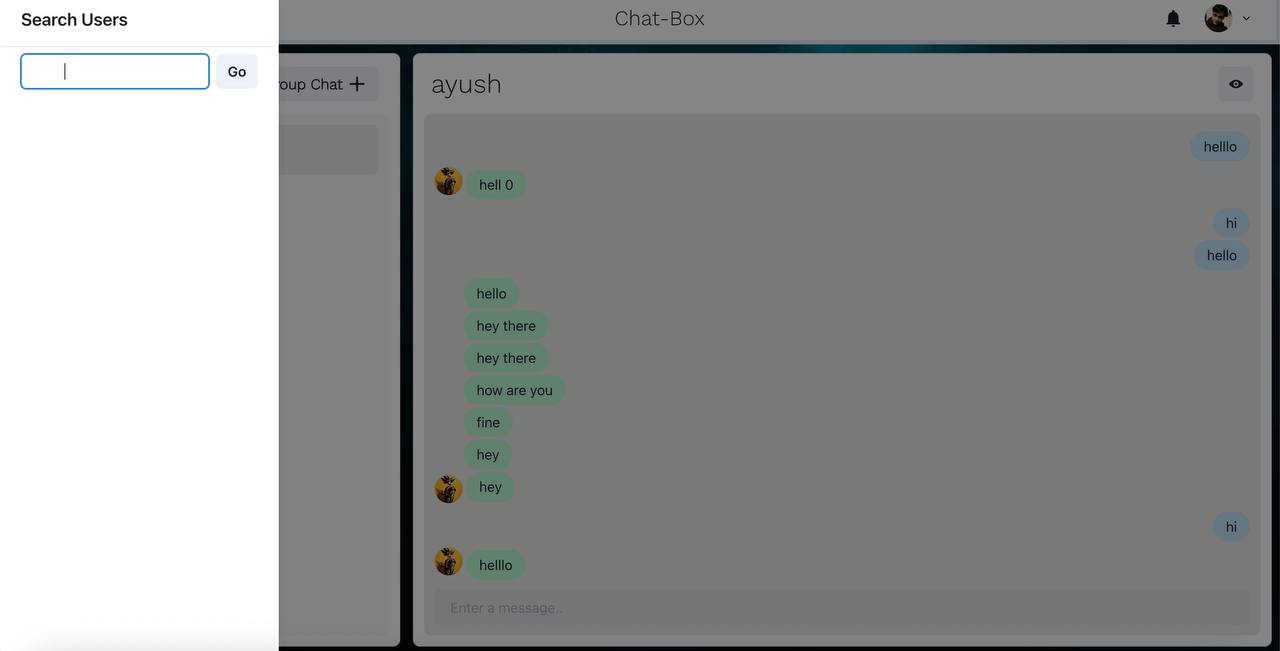 Search Users
Go
Chat-Box
roup Chat +
ayush
helllo
hell 0
hi
hello
hello
hey there
hey there
how are you
fine
hey
hey
hi
helllo
Enter a message..